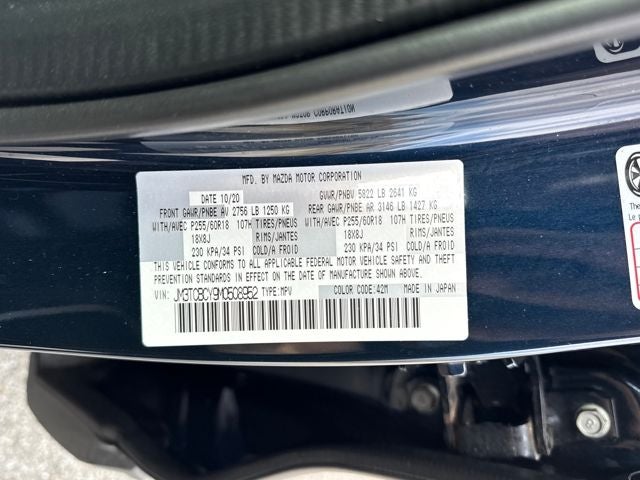 MFD. BY MAZDA MOTOR CORPORATION
DATE 10/20 GVWR/PNBV 5822 LB 2641 KG
FRONT GAWR/PNBE AV 2756 LB 1250 KG REAR GAWR/PNBE AR 3146 LB 1427 KG
WITH/AVEC P255/60R18 107H TIRES/PNEUS WITH/AVEC P255/60R18 107H TIRES/PNEUS
18X8J RIMS/JANTES 18X8J RIMS/JANTES
230 KPA/34 PSI COLD/A FROID 230 KPA/34 PSI COLD/A FROID
THIS VEHICLE CONFORMS TO ALL APPLICABLE FEDERAL MOTOR VEHICLE SAFETY AND THEFT
PREVENTION STANDARDS IN EFFECT ON THE DATE OF MANUFACTURE SHOWN ABOVE.
VIN: JM3TCBCY9M0508952 TYPE:MPV COLOR CODE:42M MADE IN JAPAN
The
Le